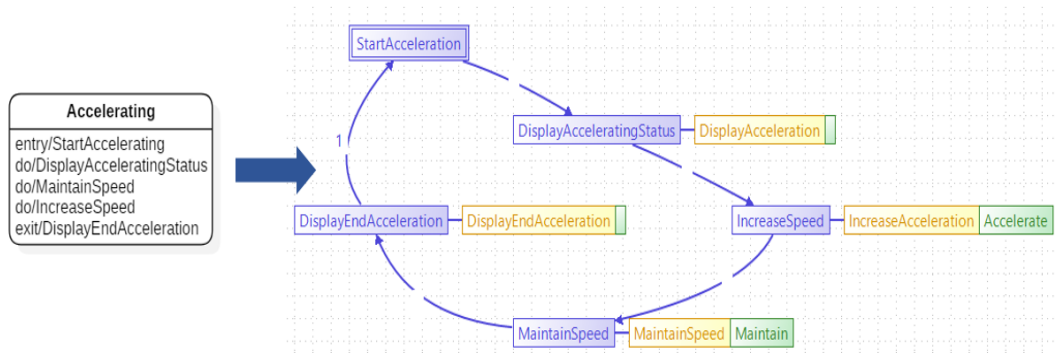 Accelerating
entry/StartAccelerating
do/DisplayAcceleratingStatus
do/MaintainSpeed
do/IncreaseSpeed
exit/DisplayEndAcceleration
StartAcceleration
DisplayAcceleratingStatus DisplayAcceleration
1
DisplayEndAcceleration DisplayEndAcceleration
IncreaseSpeed IncreaseAcceleration Accelerate
MaintainSpeed MaintainSpeed Maintain